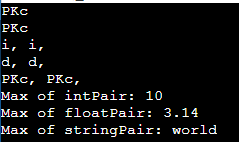 PKc
PKc
i, i,
d, d,
PKc, PKc,
Max of intPair: 10
Max of floatPair: 3.14
Max of stringPair: world